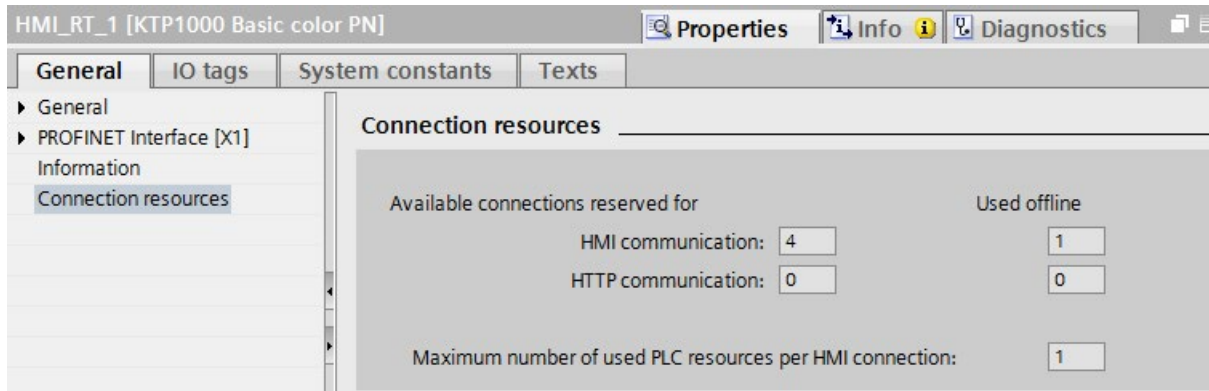 HMI_RT_1 [KTP1000 Basic color PN]
Properties
Info
Diagnostics
General
IO tags
System constants
Texts
General
PROFINET Interface [X1]
Information
Connection resources
Connection resources
Available connections reserved for
Used offline
HMI communication: 4 1
HTTP communication: 0 0
Maximum number of used PLC resources per HMI connection: 1